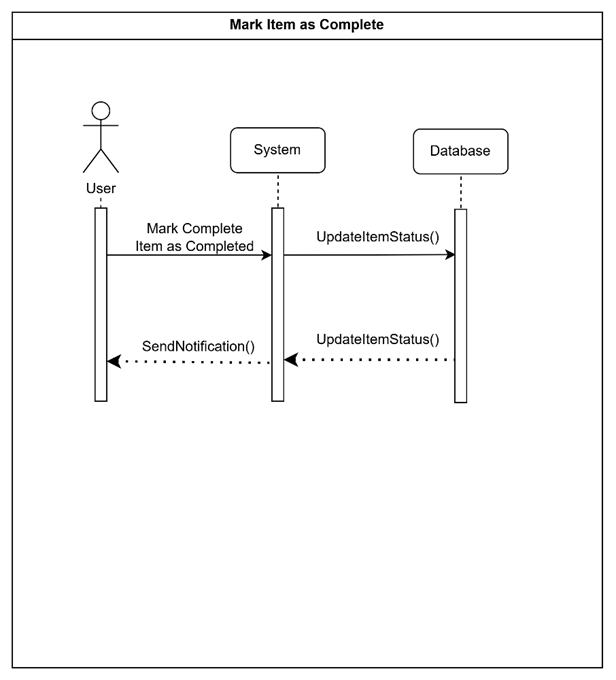 Mark Item as Complete
System
Database
User
Mark Complete
Item as Completed
UpdateItemStatus()
SendNotification()
UpdateItemStatus()